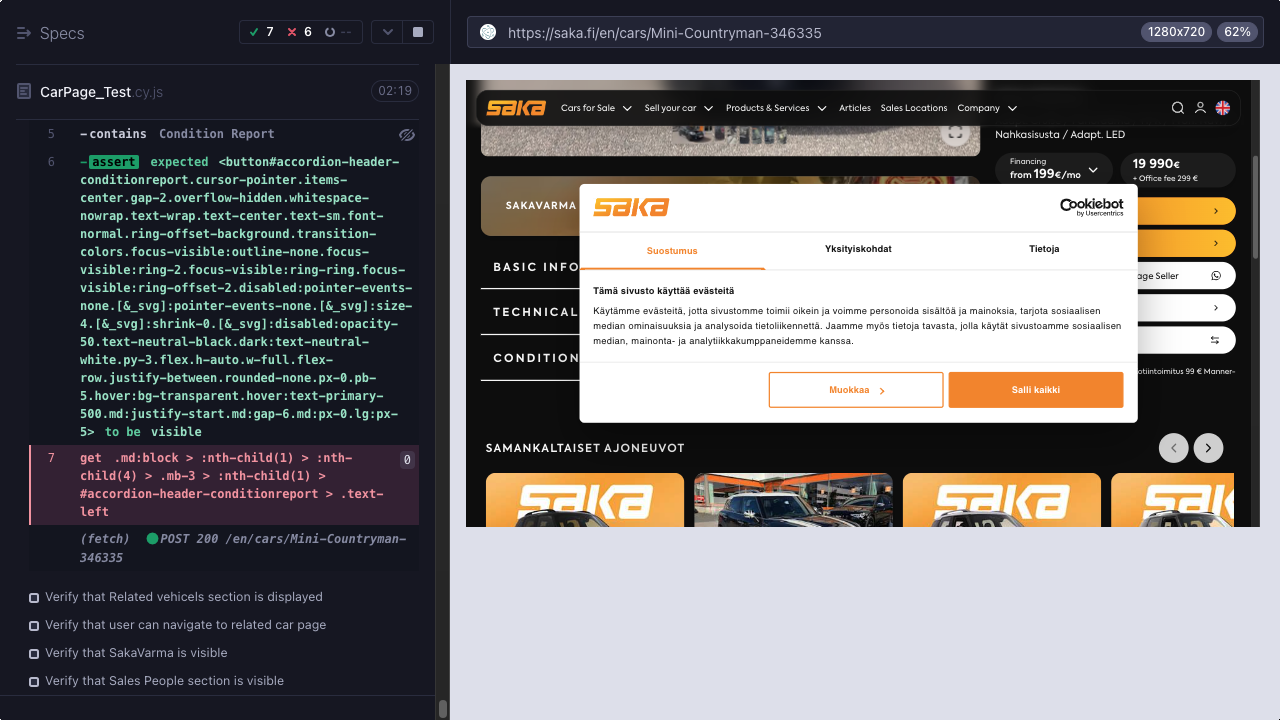 Specs
7
6
--
https://saka.fi/en/cars/Mini-Countryman-346335
1280x720
62%
CarPage_Test.cy.js
02:19
5
-contains Condition Report
6
-assert expected <button#accordion-header-
conditionreport.cursor-pointer.items-
center.gap-2.overflow-hidden.whitespace-
nowrap.text-wrap.text-center.text-sm.font-
normal.ring-offset-background.transition-
colors.focus-visible:outline-none.focus-
visible:ring-2.focus-visible:ring-ring.focus-
visible:ring-offset-2.disabled:pointer-events-
none.[&_svg]:pointer-events-none.[&_svg]:size-
4.[&_svg]:shrink-0.[&_svg]:disabled:opacity-
50.text-neutral-black.dark:text-neutral-
white.py-3.flex.h-auto.w-full.flex-
row.justify-between.rounded-none.px-0.pb-
5.hover:bg-transparent.hover:text-primary-
500.md:justify-start.md:gap-6.md:px-0.lg:px-
5> to be visible
7
get .md:block > :nth-child(1) > :nth-
child(4) > .mb-3 > :nth-child(1) >
#accordion-header-conditionreport > .text-
left
0
(fetch) POST 200 /en/cars/Mini-Countryman-
346335
Verify that Related vehicels section is displayed
Verify that user can navigate to related car page
Verify that SakaVarma is visible
Verify that Sales People section is visible
saka
Cars for Sale
Sell your car
Products & Services
Articles
Sales Locations
Company
Nahkasisusta / Adapt. LED
Financing
from 199€/mo
19 990€
+ Office fee 299 €
SAKAVARMA
BASIC INFO
TECHNICAL
CONDITION
age Seller
otiintoimitus 99 € Manner-
saka
Cookiebot
by Usercentrics
Suostumus
Yksityiskohdat
Tietoja
Tämä sivusto käyttää evästeitä
Käytämme evästeitä, jotta sivustomme toimii oikein ja voimme personoida sisältöä ja mainoksia, tarjota sosiaalisen
median ominaisuuksia ja analysoida tietoliikennettä. Jaamme myös tietoja tavasta, jolla käytät sivustoamme sosiaalisen
median, mainonta- ja analytiikkakumppaneidemme kanssa.
Muokkaa
Salli kaikki
SAMANKALTAISET AJONEUVOT
saka
saka
saka